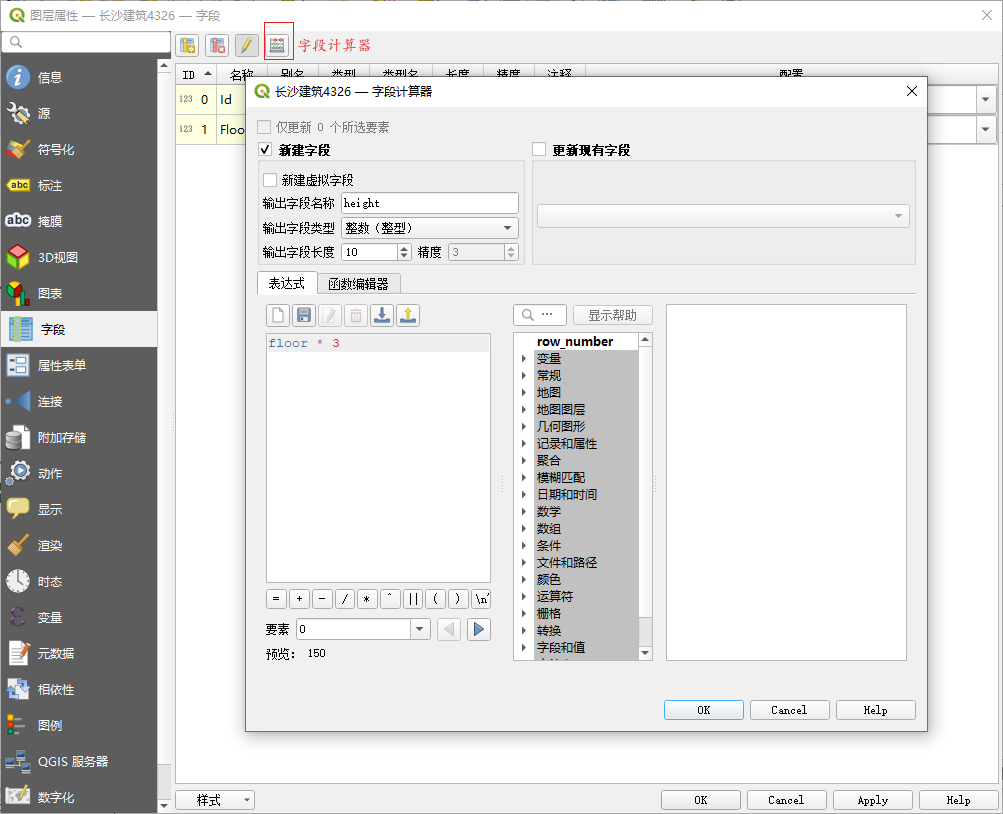 图层属性 — 长沙建筑4326 — 字段
字段计算器
信息
源
符号化
abc 标注
abc 掩膜
3D视图
图表
字段
属性表单
连接
附加存储
动作
显示
渲染
时态
变量
元数据
相依性
图例
QGIS 服务器
数字化
ID 名称 别名 类型 类型名 长度 精度 注释 配置
123 0 Id
123 1 Floo
长沙建筑4326 — 字段计算器
仅更新 0 个所选要素
新建字段
更新现有字段
新建虚拟字段
输出字段名称 height
输出字段类型 整数（整型）
输出字段长度 10 精度 3
表达式 函数编辑器
floor * 3
= + - / * ^ || ( ) \n'
要素 0
预览： 150
… 显示帮助
row_number
变量
常规
地图
地图图层
几何图形
记录和属性
聚合
模糊匹配
日期和时间
数学
数组
条件
文件和路径
颜色
运算符
栅格
转换
字段和值
OK Cancel Help
样式 OK Cancel Apply Help